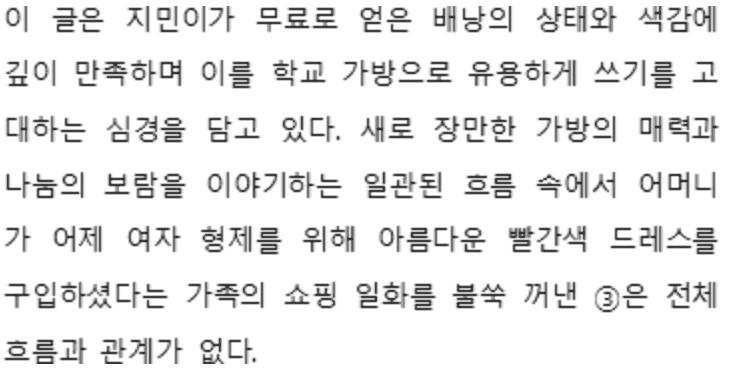 이 글은 지민이가 무료로 얻은 배낭의 상태와 색감에
깊이 만족하며 이를 학교 가방으로 유용하게 쓰기를 고
대하는 심경을 담고 있다. 새로 장만한 가방의 매력과
나눔의 보람을 이야기하는 일관된 흐름 속에서 어머니
가 어제 여자 형제를 위해 아름다운 빨간색 드레스를
구입하셨다는 가족의 쇼핑 일화를 불쑥 꺼낸 ③은 전체
흐름과 관계가 없다.